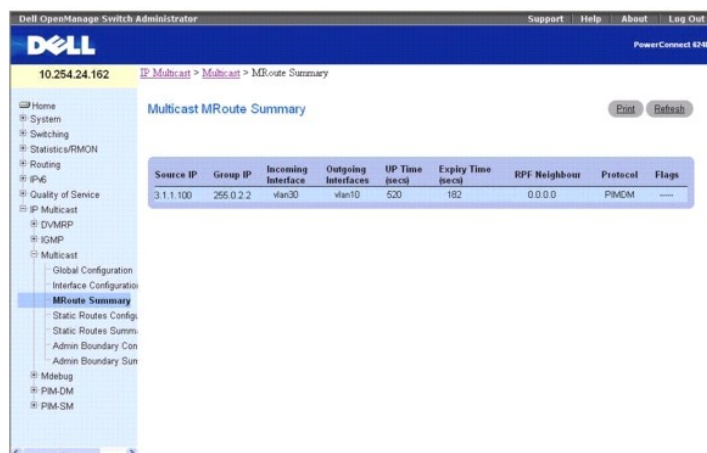 Dell OpenManage Switch Administrator
Support Help About Log Out
DELL
PowerConnect 6248
10.254.24.162
IP Multicast > Multicast > MRoute Summary
Home
System
Switching
Statistics/RMON
Routing
IPv6
Quality of Service
IP Multicast
DVMRP
IGMP
Multicast
Global Configuration
Interface Configuration
MRoute Summary
Static Routes Configu
Static Routes Summa
Admin Boundary Con
Admin Boundary Sum
Mdebug
PIM-DM
PIM-SM
Multicast MRoute Summary
Print Refresh
Source IP Group IP Incoming Interface Outgoing Interfaces UP Time (secs) Expiry Time (secs) RPF Neighbour Protocol Flags
3.1.1.100 255.0.2.2 vlan30 vlan10 520 182 0.0.0.0 PIMDM -----